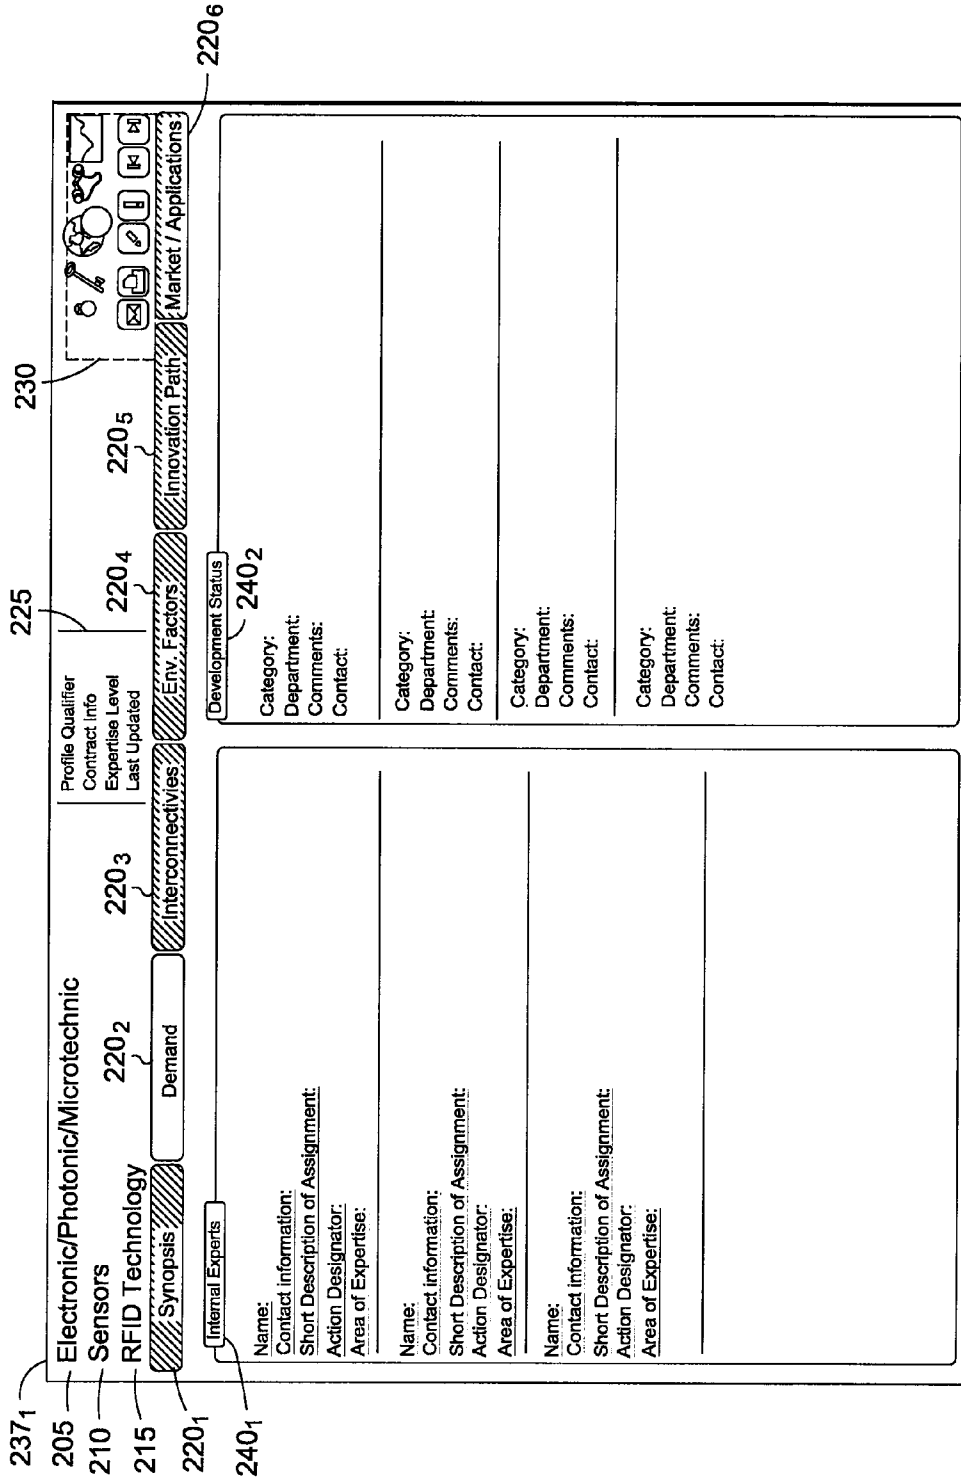 237₁
205 Electronic/Photonic/Microtechnic
210 Sensors
215 RFID Technology
225
Profile Qualifier
Contract Info
Expertise Level
Last Updated
230
220₁ 220₂ 220₃ 220₄ 220₅ 220₆
Synopsis Demand Interconnectivies Env. Factors Innovation Path Market / Applications
240₁ Internal Experts
Name:
Contact information:
Short Description of Assignment:
Action Designator:
Area of Expertise:
Name:
Contact information:
Short Description of Assignment:
Action Designator:
Area of Expertise:
Name:
Contact information:
Short Description of Assignment:
Action Designator:
Area of Expertise:
Development Status
240₂
Category:
Department:
Comments:
Contact:
Category:
Department:
Comments:
Contact:
Category:
Department:
Comments:
Contact:
Category:
Department:
Comments:
Contact: